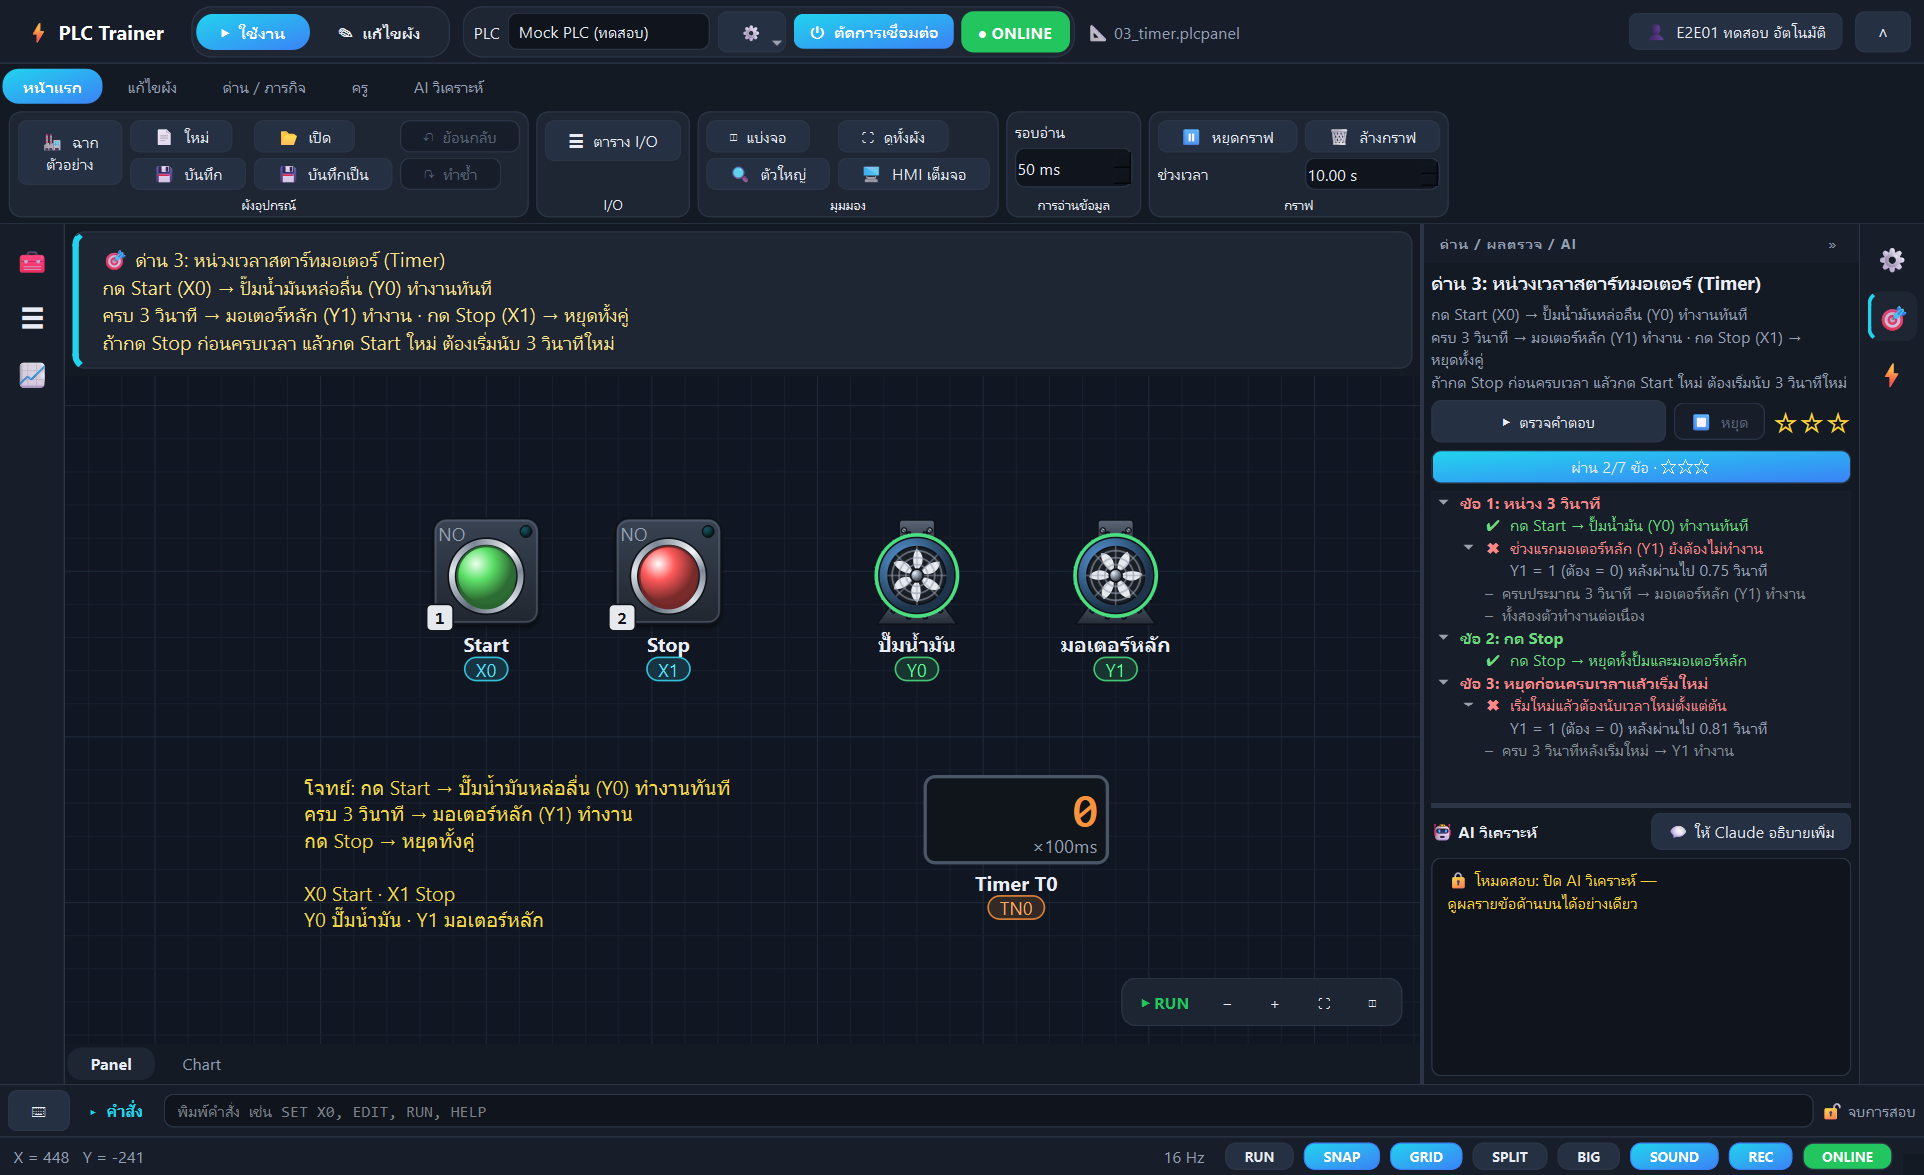 PLC Trainer
ใช้งาน
แก้ไขผัง
PLC
Mock PLC (ทดสอบ)
ตัดการเชื่อมต่อ
● ONLINE
03_timer.plcpanel
E2E01 ทดสอบ อัตโนมัติ
หน้าแรก
แก้ไขผัง
ด่าน / ภารกิจ
ครู
AI วิเคราะห์
ฉาก
ตัวอย่าง
ใหม่
เปิด
ย้อนกลับ
บันทึก
บันทึกเป็น
ทำซ้ำ
ผังอุปกรณ์
ตาราง I/O
I/O
แบ่งจอ
ดูทั้งผัง
ตัวใหญ่
HMI เต็มจอ
มุมมอง
รอบอ่าน
50 ms
การอ่านข้อมูล
หยุดกราฟ
ล้างกราฟ
ช่วงเวลา
10.00 s
กราฟ
ด่าน 3: หน่วงเวลาสตาร์ทมอเตอร์ (Timer)
กด Start (X0) → ปั๊มน้ำมันหล่อลื่น (Y0) ทำงานทันที
ครบ 3 วินาที → มอเตอร์หลัก (Y1) ทำงาน · กด Stop (X1) → หยุดทั้งคู่
ถ้ากด Stop ก่อนครบเวลา แล้วกด Start ใหม่ ต้องเริ่มนับ 3 วินาทีใหม่
NO
1
Start
X0
NO
2
Stop
X1
ปั๊มน้ำมัน
Y0
มอเตอร์หลัก
Y1
โจทย์: กด Start → ปั๊มน้ำมันหล่อลื่น (Y0) ทำงานทันที
ครบ 3 วินาที → มอเตอร์หลัก (Y1) ทำงาน
กด Stop → หยุดทั้งคู่
X0 Start · X1 Stop
Y0 ปั๊มน้ำมัน · Y1 มอเตอร์หลัก
0
×100ms
Timer T0
TN0
RUN
−
+
Panel
Chart
ด่าน / ผลตรวจ / AI
»
ด่าน 3: หน่วงเวลาสตาร์ทมอเตอร์ (Timer)
กด Start (X0) → ปั๊มน้ำมันหล่อลื่น (Y0) ทำงานทันที
ครบ 3 วินาที → มอเตอร์หลัก (Y1) ทำงาน · กด Stop (X1) →
หยุดทั้งคู่
ถ้ากด Stop ก่อนครบเวลา แล้วกด Start ใหม่ ต้องเริ่มนับ 3 วินาทีใหม่
ตรวจคำตอบ
หยุด
☆☆☆
ผ่าน 2/7 ข้อ · ☆☆☆
ข้อ 1: หน่วง 3 วินาที
✔ กด Start → ปั๊มน้ำมัน (Y0) ทำงานทันที
✖ ช่วงแรกมอเตอร์หลัก (Y1) ยังต้องไม่ทำงาน
Y1 = 1 (ต้อง = 0) หลังผ่านไป 0.75 วินาที
– ครบประมาณ 3 วินาที → มอเตอร์หลัก (Y1) ทำงาน
– ทั้งสองตัวทำงานต่อเนื่อง
ข้อ 2: กด Stop
✔ กด Stop → หยุดทั้งปั๊มและมอเตอร์หลัก
ข้อ 3: หยุดก่อนครบเวลาแล้วเริ่มใหม่
✖ เริ่มใหม่แล้วต้องนับเวลาใหม่ตั้งแต่ต้น
Y1 = 1 (ต้อง = 0) หลังผ่านไป 0.81 วินาที
– ครบ 3 วินาทีหลังเริ่มใหม่ → Y1 ทำงาน
AI วิเคราะห์
ให้ Claude อธิบายเพิ่ม
โหมดสอบ: ปิด AI วิเคราะห์ —
ดูผลรายข้อด้านบนได้อย่างเดียว
คำสั่ง
พิมพ์คำสั่ง เช่น SET X0, EDIT, RUN, HELP
จบการสอบ
X = 448 Y = -241
16 Hz
RUN
SNAP
GRID
SPLIT
BIG
SOUND
REC
ONLINE